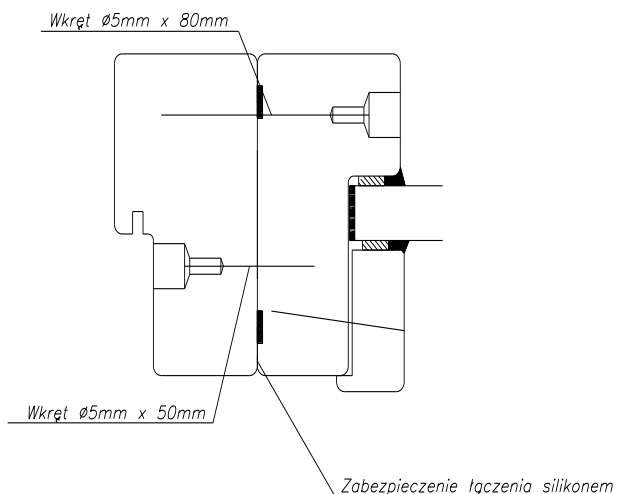 Wkręt ø5mm x 80mm
Wkręt ø5mm x 50mm
Zabezpieczenie łączenia silikonem